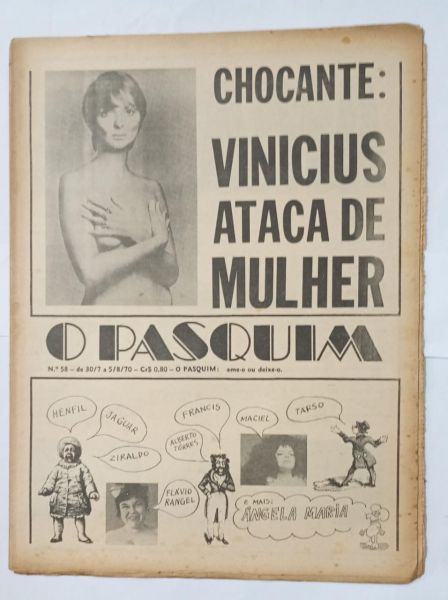 CHOCANTE:
VINICIUS
ATACA DE
MULHER
O PASQUIM
N.º 58 — de 30/7 a 5/8/70 — Cr$ 0,80 — O PASQUIM: ame-o ou deixe-o.
HENFIL
JAGUAR
ZIRALDO
FLÁVIO
RANGEL
FRANCIS
ALBERTO
TORRES
MACIEL
TARSO
E MAIS:
ÂNGELA MARIA